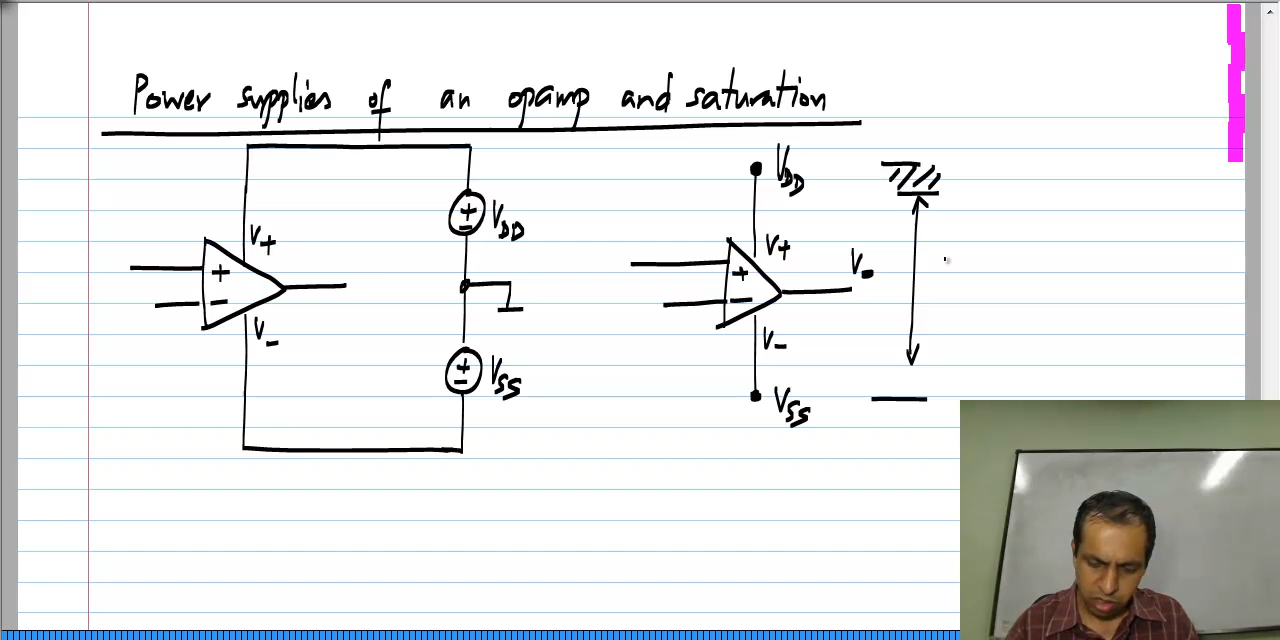 Power supplies of an opamp and saturation
V+
+
-
V-
+
-
VDD
+
-
VSS
VDD
V+
+
-
V-
VSS
Vo